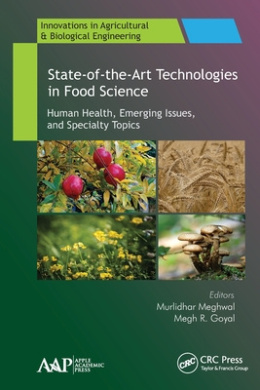 Innovations in Agricultural
& Biological Engineering
State-of-the-Art Technologies
in Food Science
Human Health, Emerging Issues,
and Specialty Topics
Editors
Murlidhar Meghwal
Megh R. Goyal
AAP
APPLE
ACADEMIC
PRESS
CRC
CRC Press
Taylor & Francis Group